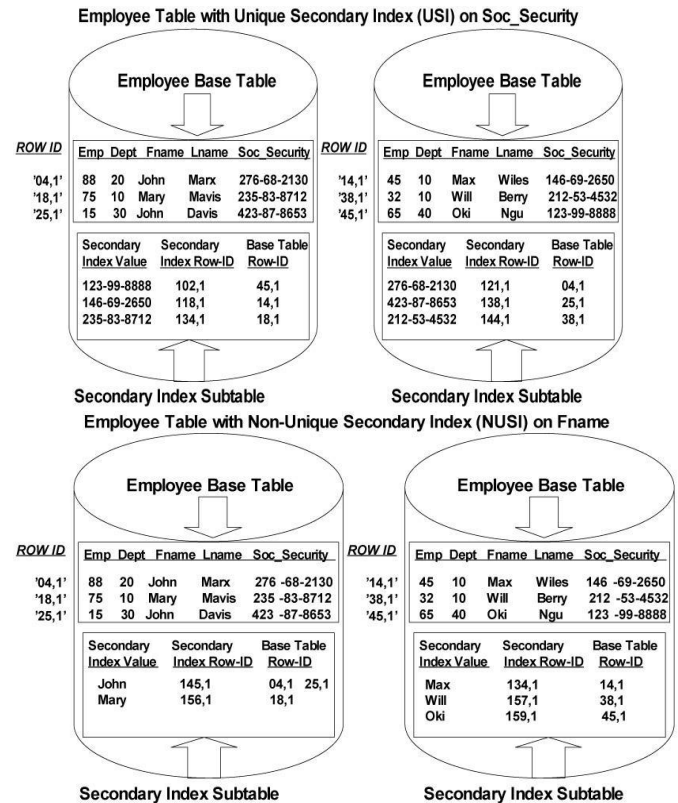 Employee Table with Unique Secondary Index (USI) on Soc_Security
Employee Base Table
ROW ID
Emp Dept Fname Lname Soc_Security
'04,1' 88 20 John Marx 276-68-2130
'18,1' 75 10 Mary Mavis 235-83-8712
'25,1' 15 30 John Davis 423-87-8653
Secondary Secondary Base Table
Index Value Index Row-ID Row-ID
123-99-8888 102,1 45,1
146-69-2650 118,1 14,1
235-83-8712 134,1 18,1
Secondary Index Subtable
Employee Base Table
ROW ID
Emp Dept Fname Lname Soc_Security
'14,1' 45 10 Max Wiles 146-69-2650
'38,1' 32 10 Will Berry 212-53-4532
'45,1' 65 40 Oki Ngu 123-99-8888
Secondary Secondary Base Table
Index Value Index Row-ID Row-ID
276-68-2130 121,1 04,1
423-87-8653 138,1 25,1
212-53-4532 144,1 38,1
Secondary Index Subtable
Employee Table with Non-Unique Secondary Index (NUSI) on Fname
Employee Base Table
ROW ID
Emp Dept Fname Lname Soc_Security
'04,1' 88 20 John Marx 276 -68-2130
'18,1' 75 10 Mary Mavis 235 -83-8712
'25,1' 15 30 John Davis 423 -87-8653
Secondary Secondary Base Table
Index Value Index Row-ID Row-ID
John 145,1 04,1 25,1
Mary 156,1 18,1
Secondary Index Subtable
Employee Base Table
ROW ID
Emp Dept Fname Lname Soc_Security
'14,1' 45 10 Max Wiles 146 -69-2650
'38,1' 32 10 Will Berry 212 -53-4532
'45,1' 65 40 Oki Ngu 123 -99-8888
Secondary Secondary Base Table
Index Value Index Row-ID Row-ID
Max 134,1 14,1
Will 157,1 38,1
Oki 159,1 45,1
Secondary Index Subtable